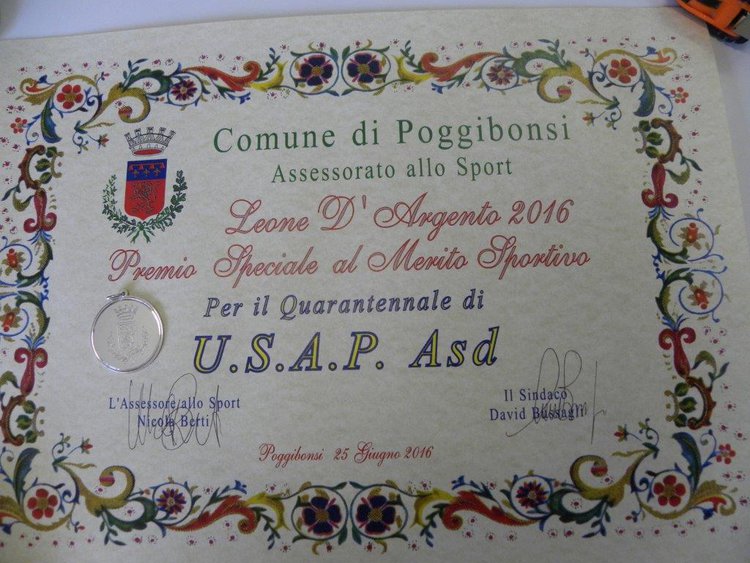 Comune di Poggibonsi
Assessorato allo Sport
Leone D'Argento 2016
Premio Speciale al Merito Sportivo
Per il Quarantennale di
U.S.A.P. Asd
L'Assessore allo Sport
Nicola Berti
Il Sindaco
David Bussagli
Poggibonsi 25 Giugno 2016